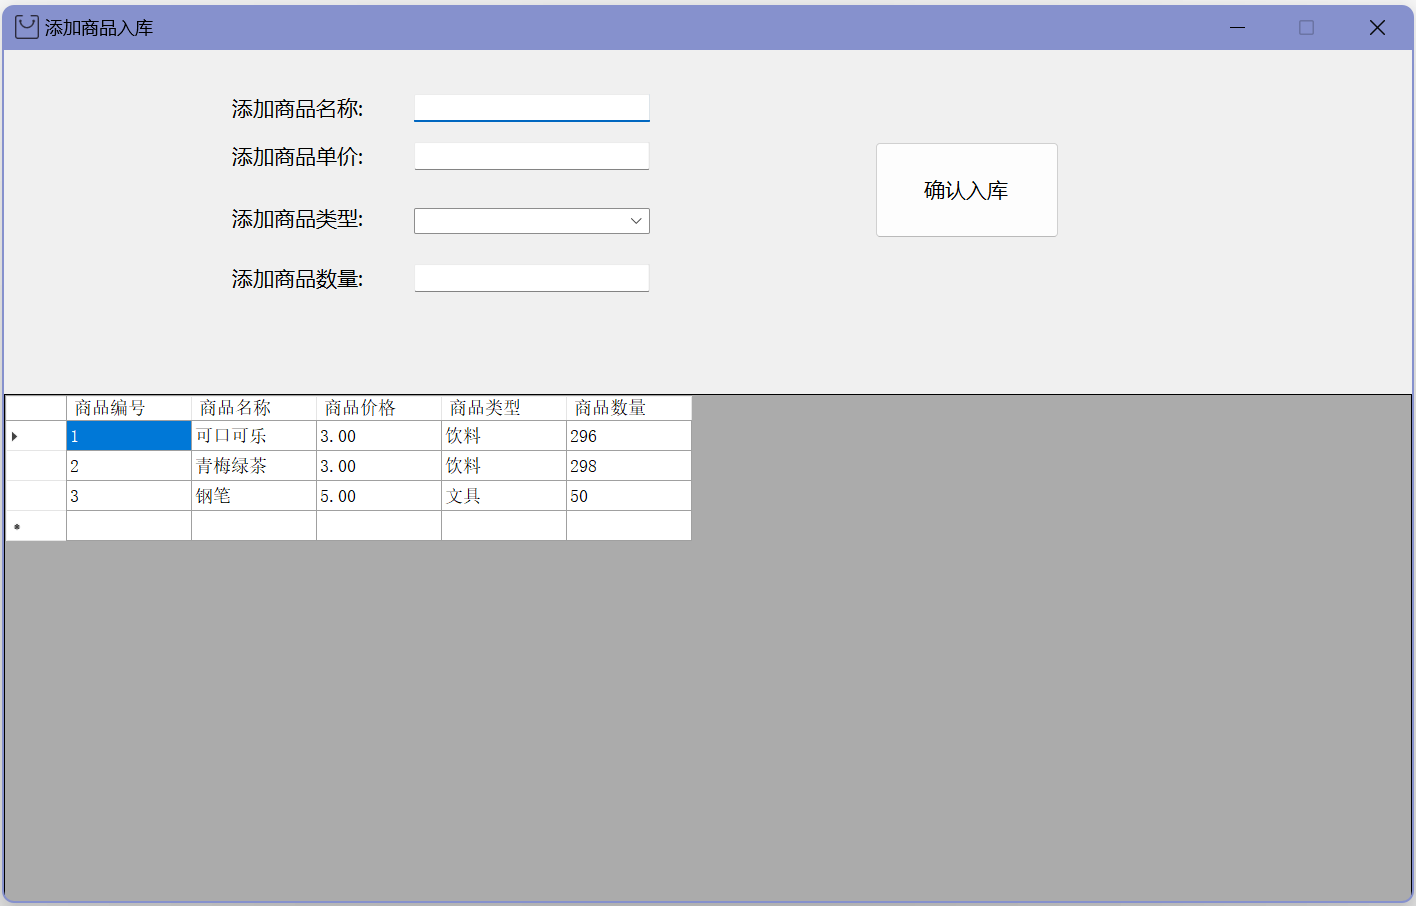 添加商品入库
添加商品名称:
添加商品单价:
确认入库
添加商品类型:
添加商品数量:
商品编号 商品名称 商品价格 商品类型 商品数量
1 可口可乐 3.00 饮料 296
2 青梅绿茶 3.00 饮料 298
3 钢笔 5.00 文具 50